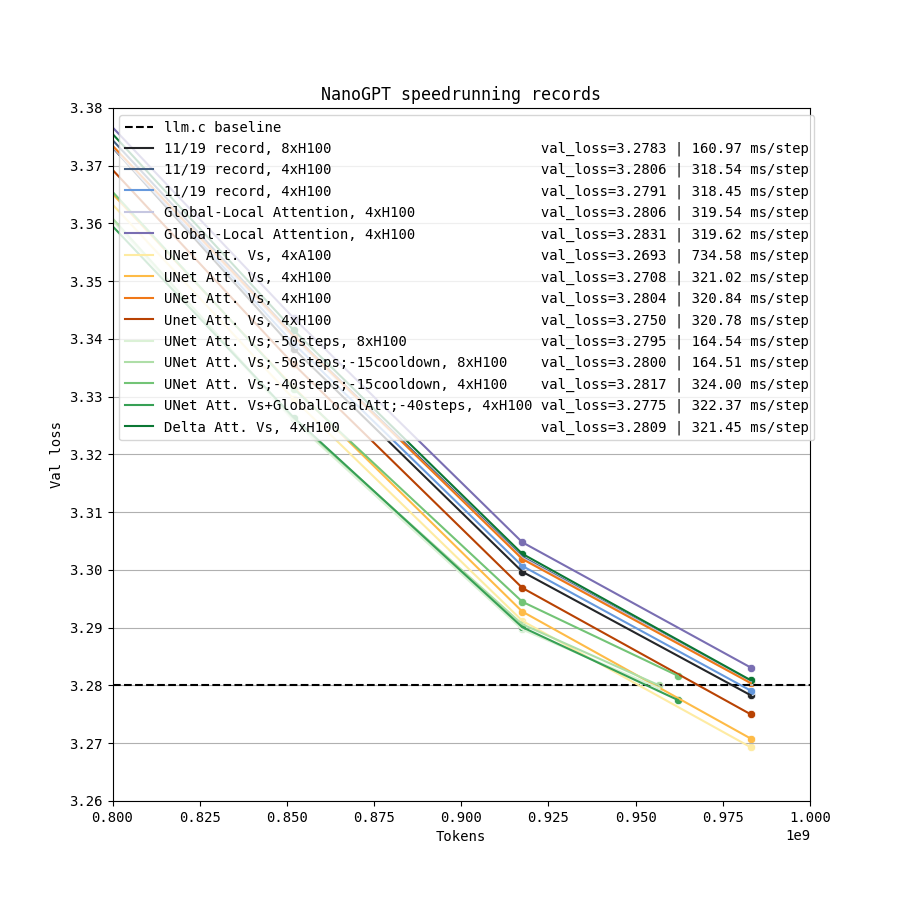 NanoGPT speedrunning records
3.38
3.37
3.36
3.35
3.34
3.33
3.32
3.31
3.30
3.29
3.28
3.27
3.26
Val loss
llm.c baseline
11/19 record, 8xH100 val_loss=3.2783 | 160.97 ms/step
11/19 record, 4xH100 val_loss=3.2806 | 318.54 ms/step
11/19 record, 4xH100 val_loss=3.2791 | 318.45 ms/step
Global-Local Attention, 4xH100 val_loss=3.2806 | 319.54 ms/step
Global-Local Attention, 4xH100 val_loss=3.2831 | 319.62 ms/step
UNet Att. Vs, 4xA100 val_loss=3.2693 | 734.58 ms/step
UNet Att. Vs, 4xH100 val_loss=3.2708 | 321.02 ms/step
UNet Att. Vs, 4xH100 val_loss=3.2804 | 320.84 ms/step
Unet Att. Vs, 4xH100 val_loss=3.2750 | 320.78 ms/step
UNet Att. Vs;-50steps, 8xH100 val_loss=3.2795 | 164.54 ms/step
UNet Att. Vs;-50steps;-15cooldown, 8xH100 val_loss=3.2800 | 164.51 ms/step
UNet Att. Vs;-40steps;-15cooldown, 4xH100 val_loss=3.2817 | 324.00 ms/step
UNet Att. Vs+GlobalLocalAtt;-40steps, 4xH100 val_loss=3.2775 | 322.37 ms/step
Delta Att. Vs, 4xH100 val_loss=3.2809 | 321.45 ms/step
0.800 0.825 0.850 0.875 0.900 0.925 0.950 0.975 1.000
Tokens
1e9